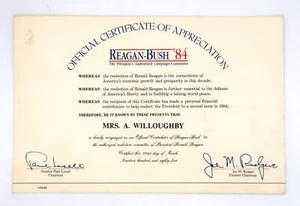 OFFICIAL CERTIFICATE OF APPRECIATION
REAGAN-BUSH '84
The President's Authorized Campaign Committee
WHEREAS the reelection of Ronald Reagan is the cornerstone of
America's economic growth and prosperity in this decade;
WHEREAS the reelection of Ronald Reagan is further essential to the defense
of America's liberty and to building a lasting world peace;
WHEREAS the recipient of this Certificate has made a personal financial
contribution to help reelect the President to a second term in 1984,
THEREFORE, BE IT KNOWN BY THESE PRESENTS THAT:
MRS. A. WILLOUGHBY
is hereby recognized as an Official Contributor of Reagan-Bush '84,
the authorized reelection committee of President Ronald Reagan.
Certified this 22nd day of March
Nineteen hundred and eighty four
Paul Laxalt
Senator Paul Laxalt
Chairman
Joe M. Rodgers
Joe M. Rodgers
Finance Chairman